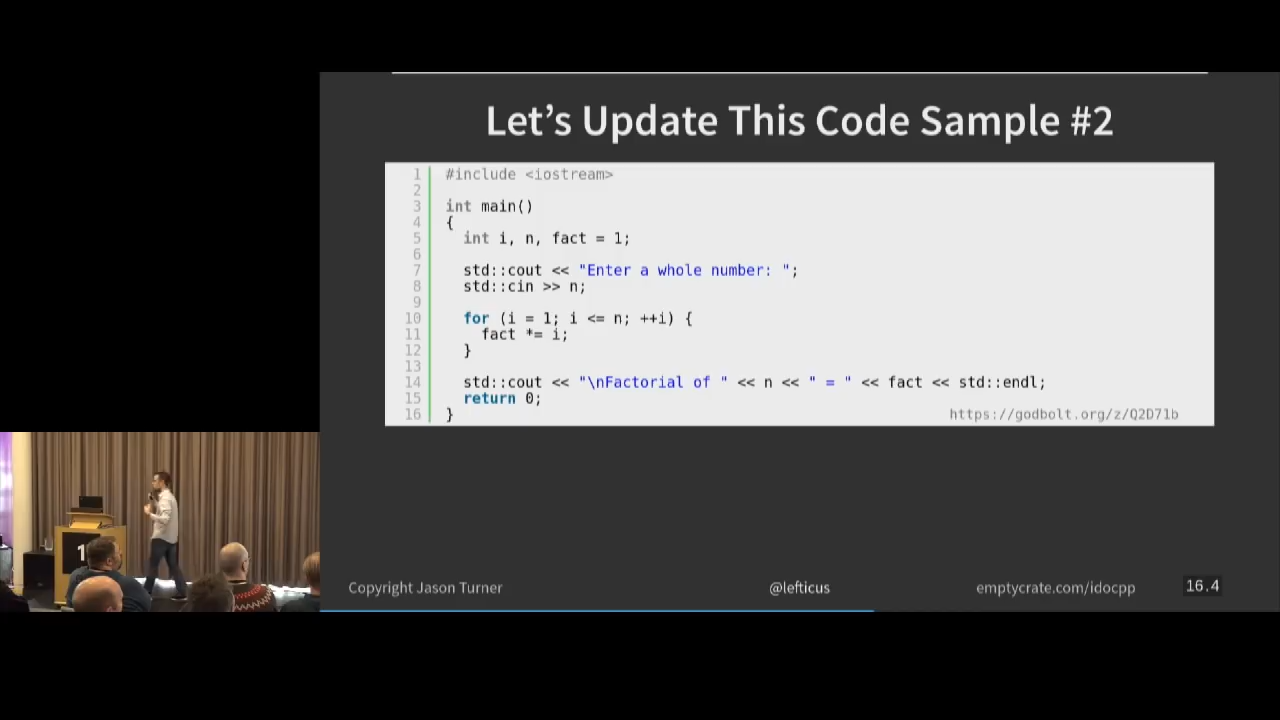 Let's Update This Code Sample #2
1 #include <iostream>
2
3 int main()
4 {
5   int i, n, fact = 1;
6
7   std::cout << "Enter a whole number: ";
8   std::cin >> n;
9
10   for (i = 1; i <= n; ++i) {
11     fact *= i;
12   }
13
14   std::cout << "\nFactorial of " << n << " = " << fact << std::endl;
15   return 0;
16 }
https://godbolt.org/z/Q2D71b
Copyright Jason Turner
@lefticus
emptycrate.com/idocpp
16.4
1